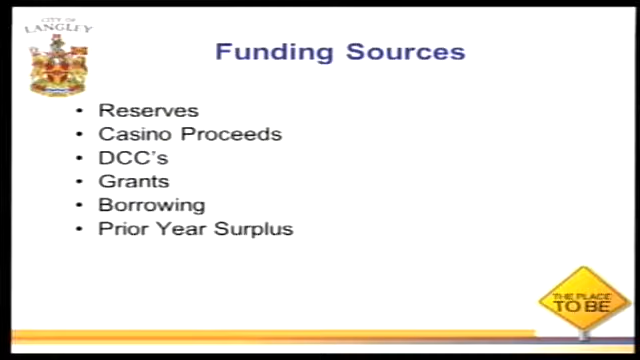 CITY OF
LANGLEY
Funding Sources
• Reserves
• Casino Proceeds
• DCC's
• Grants
• Borrowing
• Prior Year Surplus
THE PLACE
TO BE